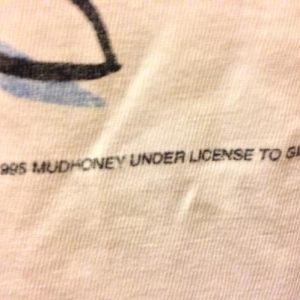 995 MUDHONEY UNDER LICENSE TO